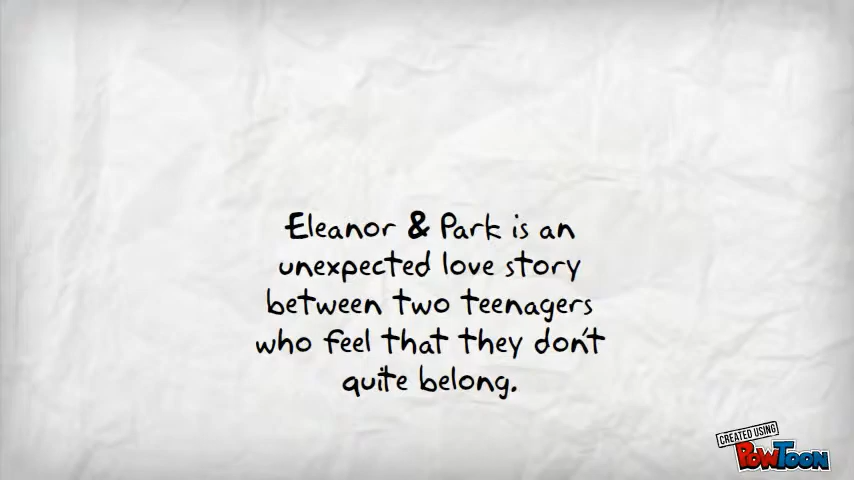 Eleanor & Park is an
unexpected love story
between two teenagers
who feel that they don't
quite belong.
CREATED USING
POWTOON